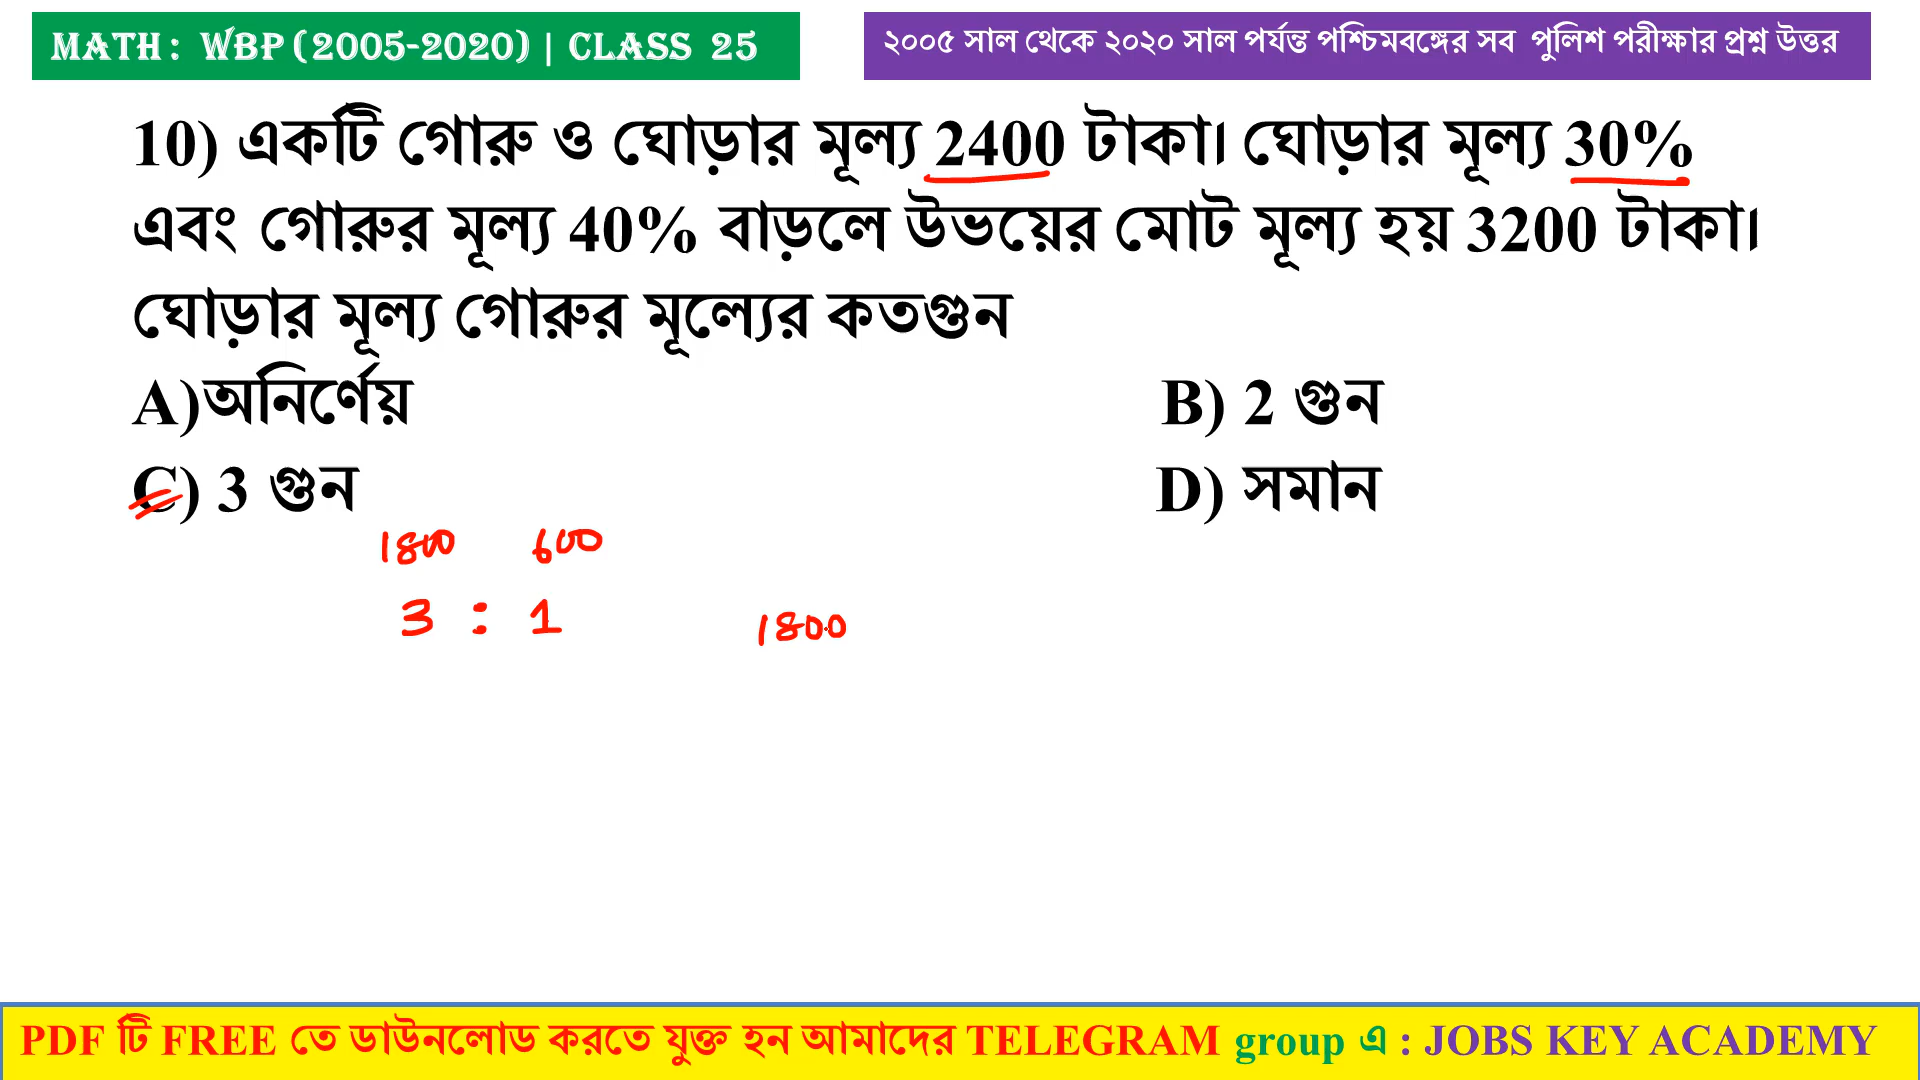 MATH : WBP (2005-2020) | CLASS 25
২০০৫ সাল থেকে ২০২০ সাল পর্যন্ত পশ্চিমবঙ্গের সব পুলিশ পরীক্ষার প্রশ্ন উত্তর
10) একটি গোরু ও ঘোড়ার মূল্য 2400 টাকা। ঘোড়ার মূল্য 30%
এবং গোরুর মূল্য 40% বাড়লে উভয়ের মোট মূল্য হয় 3200 টাকা।
ঘোড়ার মূল্য গোরুর মূল্যের কতগুন
A)অনির্ণেয় B) 2 গুন
C) 3 গুন D) সমান
1800 600
3 : 1 1800
PDF টি FREE তে ডাউনলোড করতে যুক্ত হন আমাদের TELEGRAM group এ : JOBS KEY ACADEMY